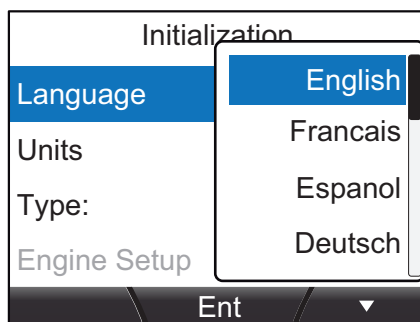 Initialization
Language
English
Units
Francais
Type:
Espanol
Engine Setup
Deutsch
Ent